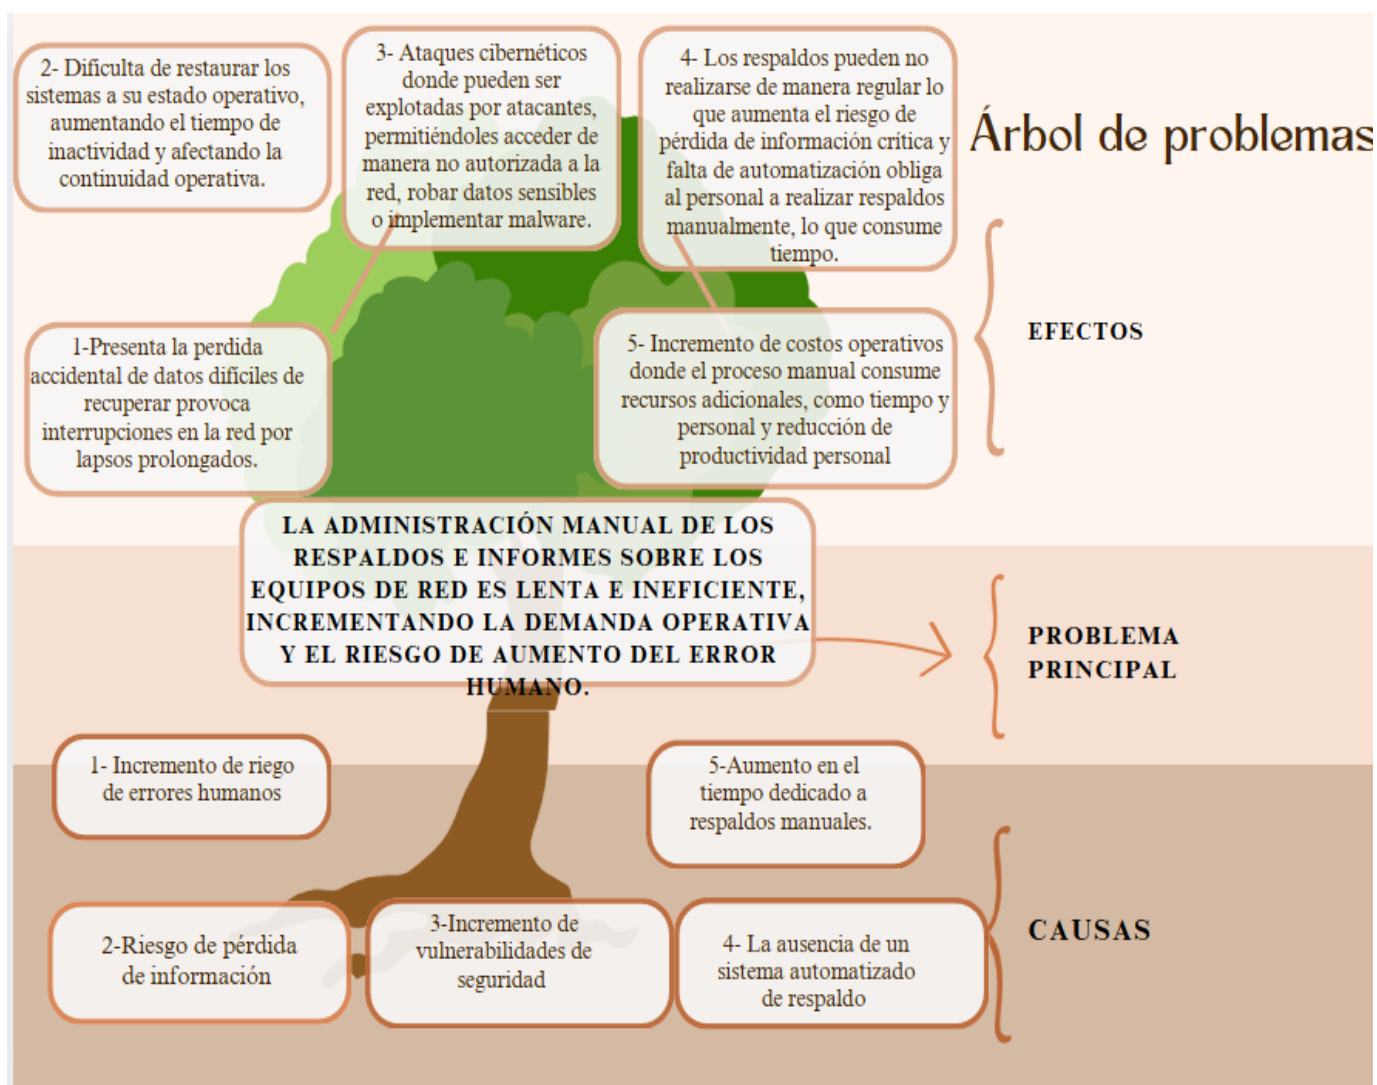 Árbol de problemas
2- Dificulta de restaurar los
sistemas a su estado operativo,
aumentando el tiempo de
inactividad y afectando la
continuidad operativa.
3- Ataques cibernéticos
donde pueden ser
explotadas por atacantes,
permitiéndoles acceder de
manera no autorizada a la
red, robar datos sensibles
o implementar malware.
4- Los respaldos pueden no
realizarse de manera regular lo
que aumenta el riesgo de
pérdida de información crítica y
falta de automatización obliga
al personal a realizar respaldos
manualmente, lo que consume
tiempo.
1-Presenta la perdida
accidental de datos difíciles de
recuperar provoca
interrupciones en la red por
lapsos prolongados.
5- Incremento de costos operativos
donde el proceso manual consume
recursos adicionales, como tiempo y
personal y reducción de
productividad personal
EFECTOS
LA ADMINISTRACIÓN MANUAL DE LOS
RESPALDOS E INFORMES SOBRE LOS
EQUIPOS DE RED ES LENTA E INEFICIENTE,
INCREMENTANDO LA DEMANDA OPERATIVA
Y EL RIESGO DE AUMENTO DEL ERROR
HUMANO.
PROBLEMA
PRINCIPAL
1- Incremento de riego
de errores humanos
5-Aumento en el
tiempo dedicado a
respaldos manuales.
2-Riesgo de pérdida
de información
3-Incremento de
vulnerabilidades de
seguridad
4- La ausencia de un
sistema automatizado
de respaldo
CAUSAS